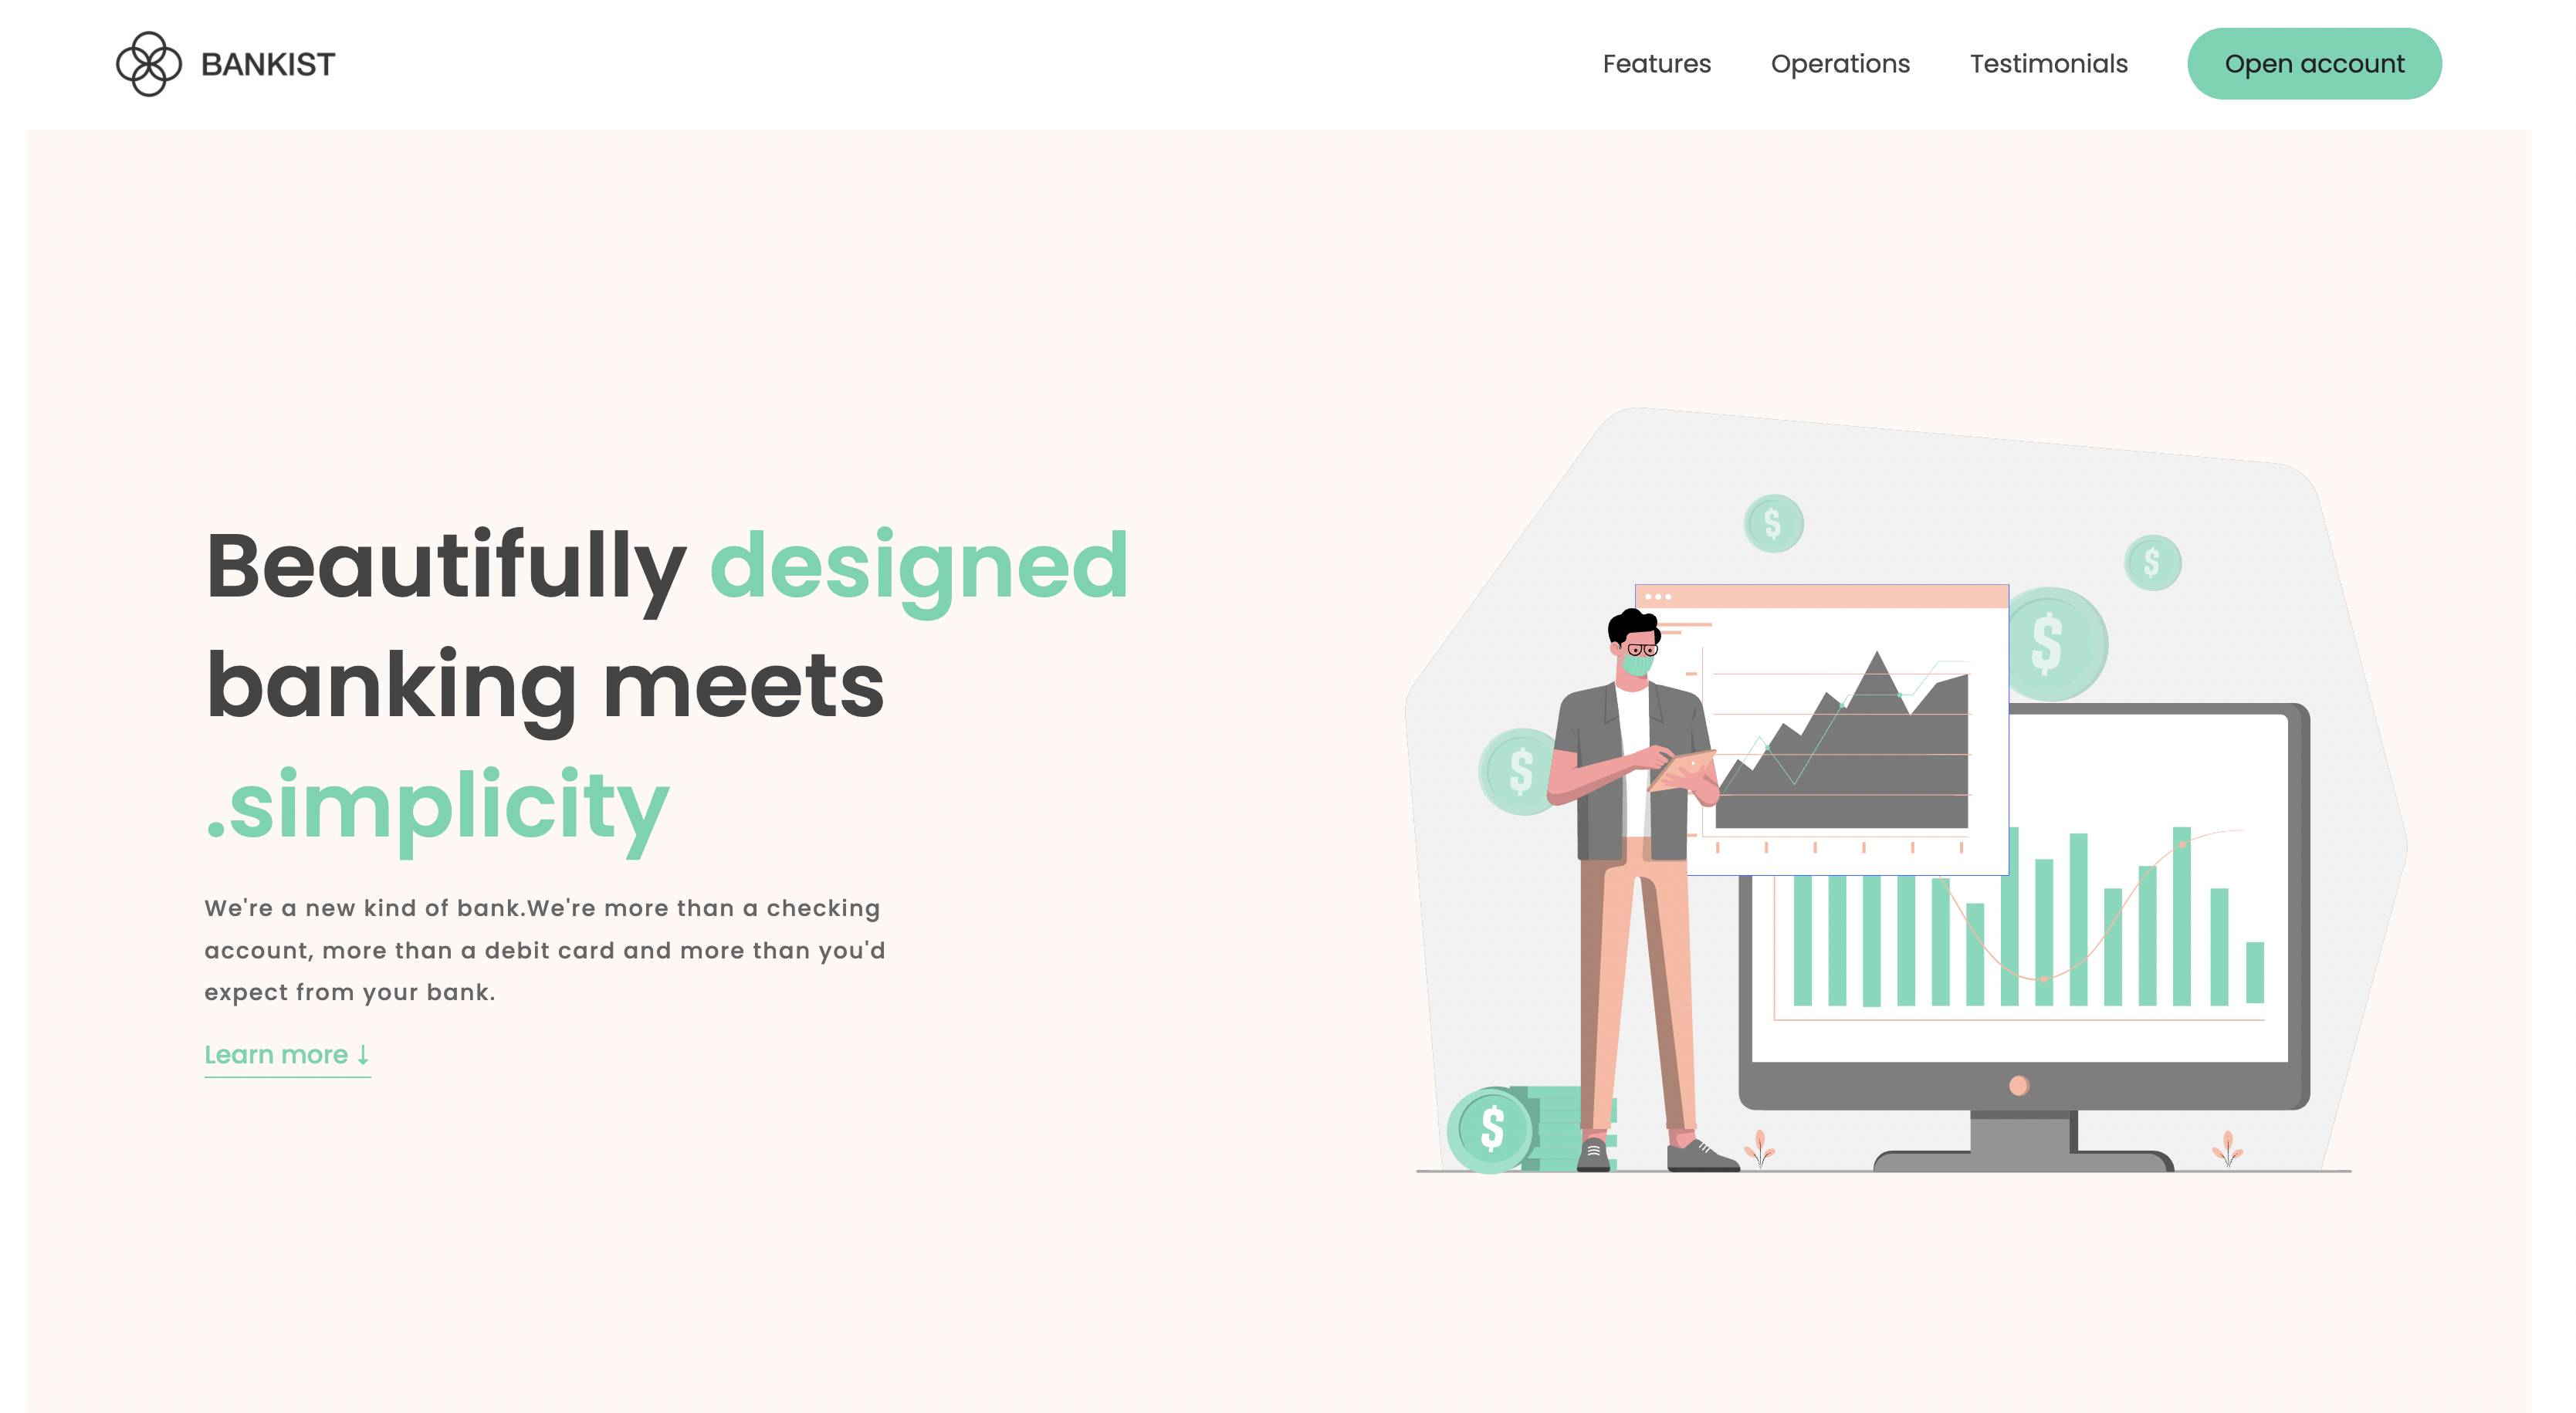 BANKIST
Features
Operations
Testimonials
Open account
Beautifully designed
banking meets
.simplicity
We're a new kind of bank.We're more than a checking
account, more than a debit card and more than you'd
expect from your bank.
Learn more ↓
$
$
$
$
$